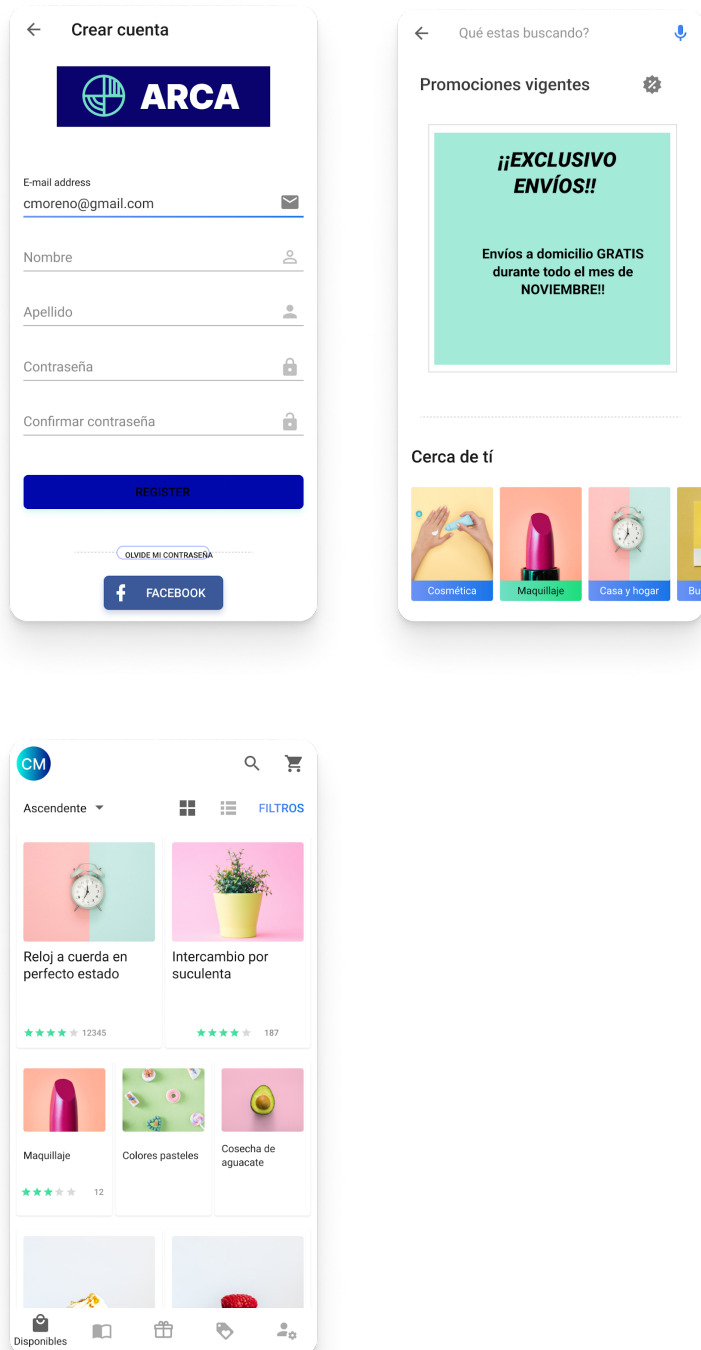 Crear cuenta
ARCA
E-mail address
cmoreno@gmail.com
Nombre
Apellido
Contraseña
Confirmar contraseña
REGISTER
OLVIDE MI CONTRASEÑA
FACEBOOK
Qué estas buscando?
Promociones vigentes
¡¡EXCLUSIVO
ENVÍOS!!
Envíos a domicilio GRATIS
durante todo el mes de
NOVIEMBRE!!
Cerca de tí
Cosmética
Maquillaje
Casa y hogar
Bu
CM
Ascendente
FILTROS
Reloj a cuerda en
perfecto estado
12345
Intercambio por
suculenta
187
Maquillaje
12
Colores pasteles
Cosecha de
aguacate
Disponibles